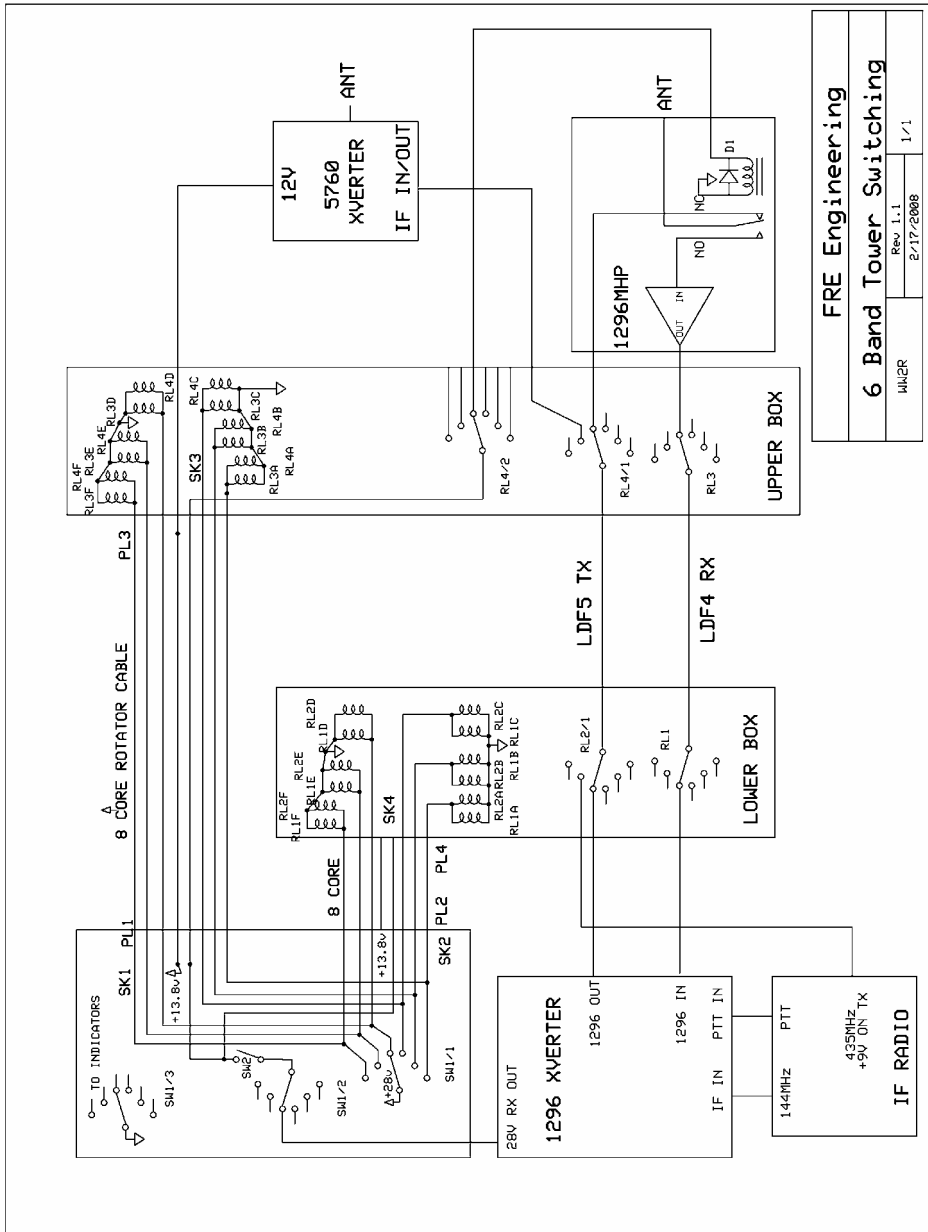 SK1
PL1
TO INDICATORS
SW1/3
+13.8v
SW2
SW1/2
+28v
SW1/1
+13.8v
SK2
PL2
8 CORE ROTATOR CABLE
PL3
RL3F
RL4F
RL3E
RL4E
RL3D
RL4D
SK3
RL4C
RL3C
RL4B
RL3B
RL4A
RL3A
RL4/2
RL4/1
RL3
UPPER BOX
12V
5760
XVERTER
IF IN/OUT
ANT
ANT
D1
NC
NO
IN
OUT
1296MHP
8 CORE
PL4
RL1F
RL2F
RL1E
RL2E
RL1D
RL2D
SK4
RL2C
RL1C
RL2B
RL1B
RL2A
RL1A
RL2/1
RL1
LOWER BOX
LDF5 TX
LDF4 RX
28V RX OUT
1296 XVERTER
1296 OUT
1296 IN
IF IN
PTT IN
144MHz
PTT
435MHz
+9V ON TX
IF RADIO
FRE Engineering
6 Band Tower Switching
WW2R
Rev 1.1
2/17/2008
1/1